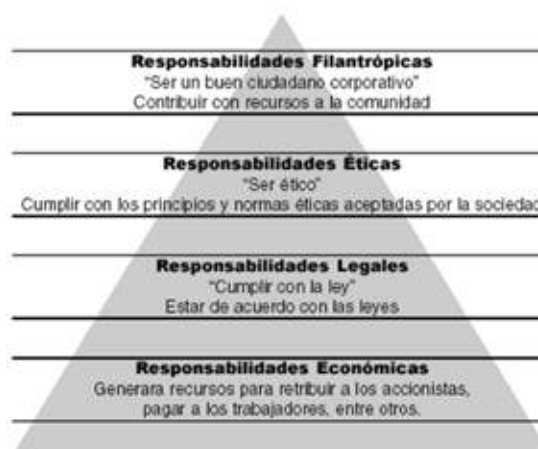 Responsabilidades Filantrópicas
“Ser un buen ciudadano corporativo”
Contribuir con recursos a la comunidad
Responsabilidades Éticas
“Ser ético”
Cumplir con los principios y normas éticas aceptadas por la sociedad
Responsabilidades Legales
“Cumplir con la ley”
Estar de acuerdo con las leyes
Responsabilidades Económicas
Generara recursos para retribuir a los accionistas,
pagar a los trabajadores, entre otros.